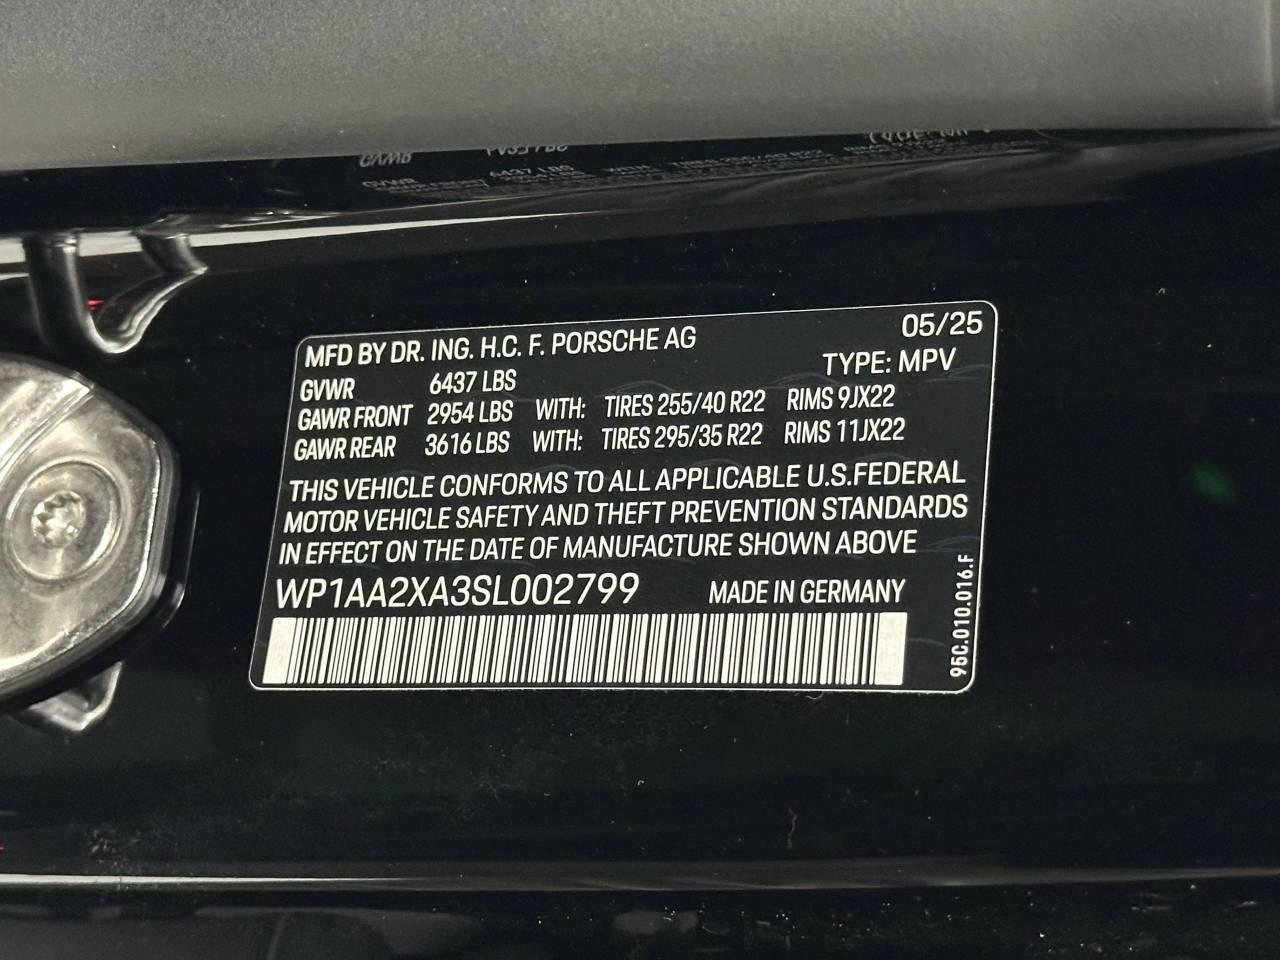 MFD BY DR. ING. H.C. F. PORSCHE AG 05/25
TYPE: MPV
GVWR 6437 LBS
GAWR FRONT 2954 LBS WITH: TIRES 255/40 R22 RIMS 9JX22
GAWR REAR 3616 LBS WITH: TIRES 295/35 R22 RIMS 11JX22
THIS VEHICLE CONFORMS TO ALL APPLICABLE U.S.FEDERAL
MOTOR VEHICLE SAFETY AND THEFT PREVENTION STANDARDS
IN EFFECT ON THE DATE OF MANUFACTURE SHOWN ABOVE
WP1AA2XA3SL002799 MADE IN GERMANY
95C.010.016.F